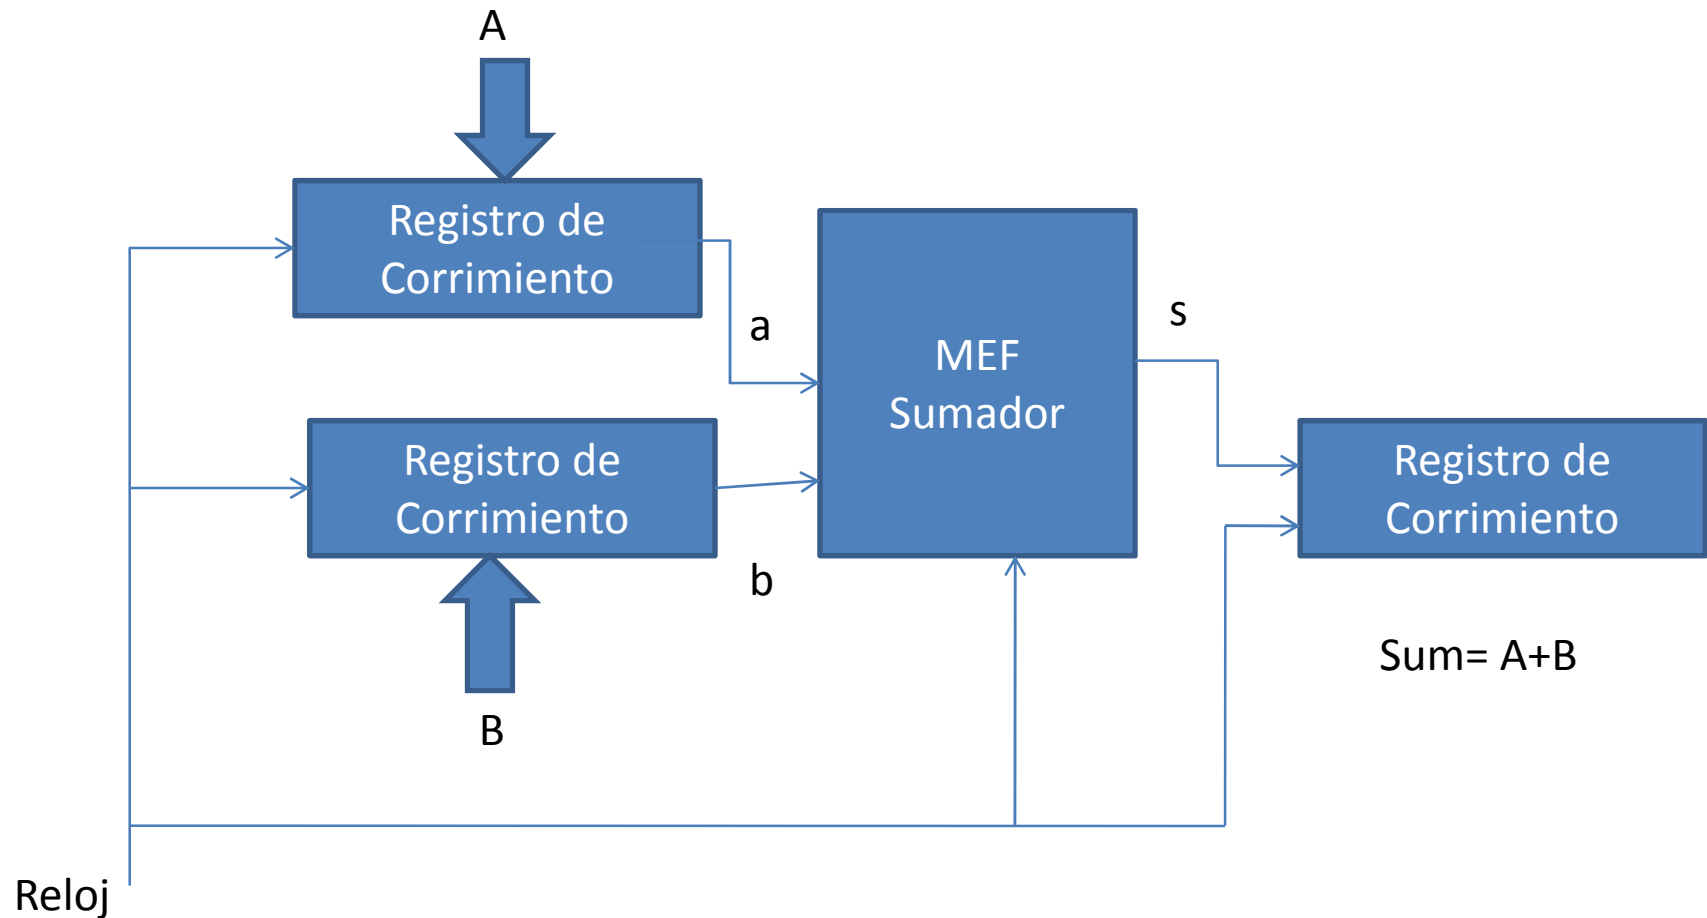 A
Registro de
Corrimiento
a
MEF
Sumador
s
Registro de
Corrimiento
b
Registro de
Corrimiento
Sum= A+B
B
Reloj